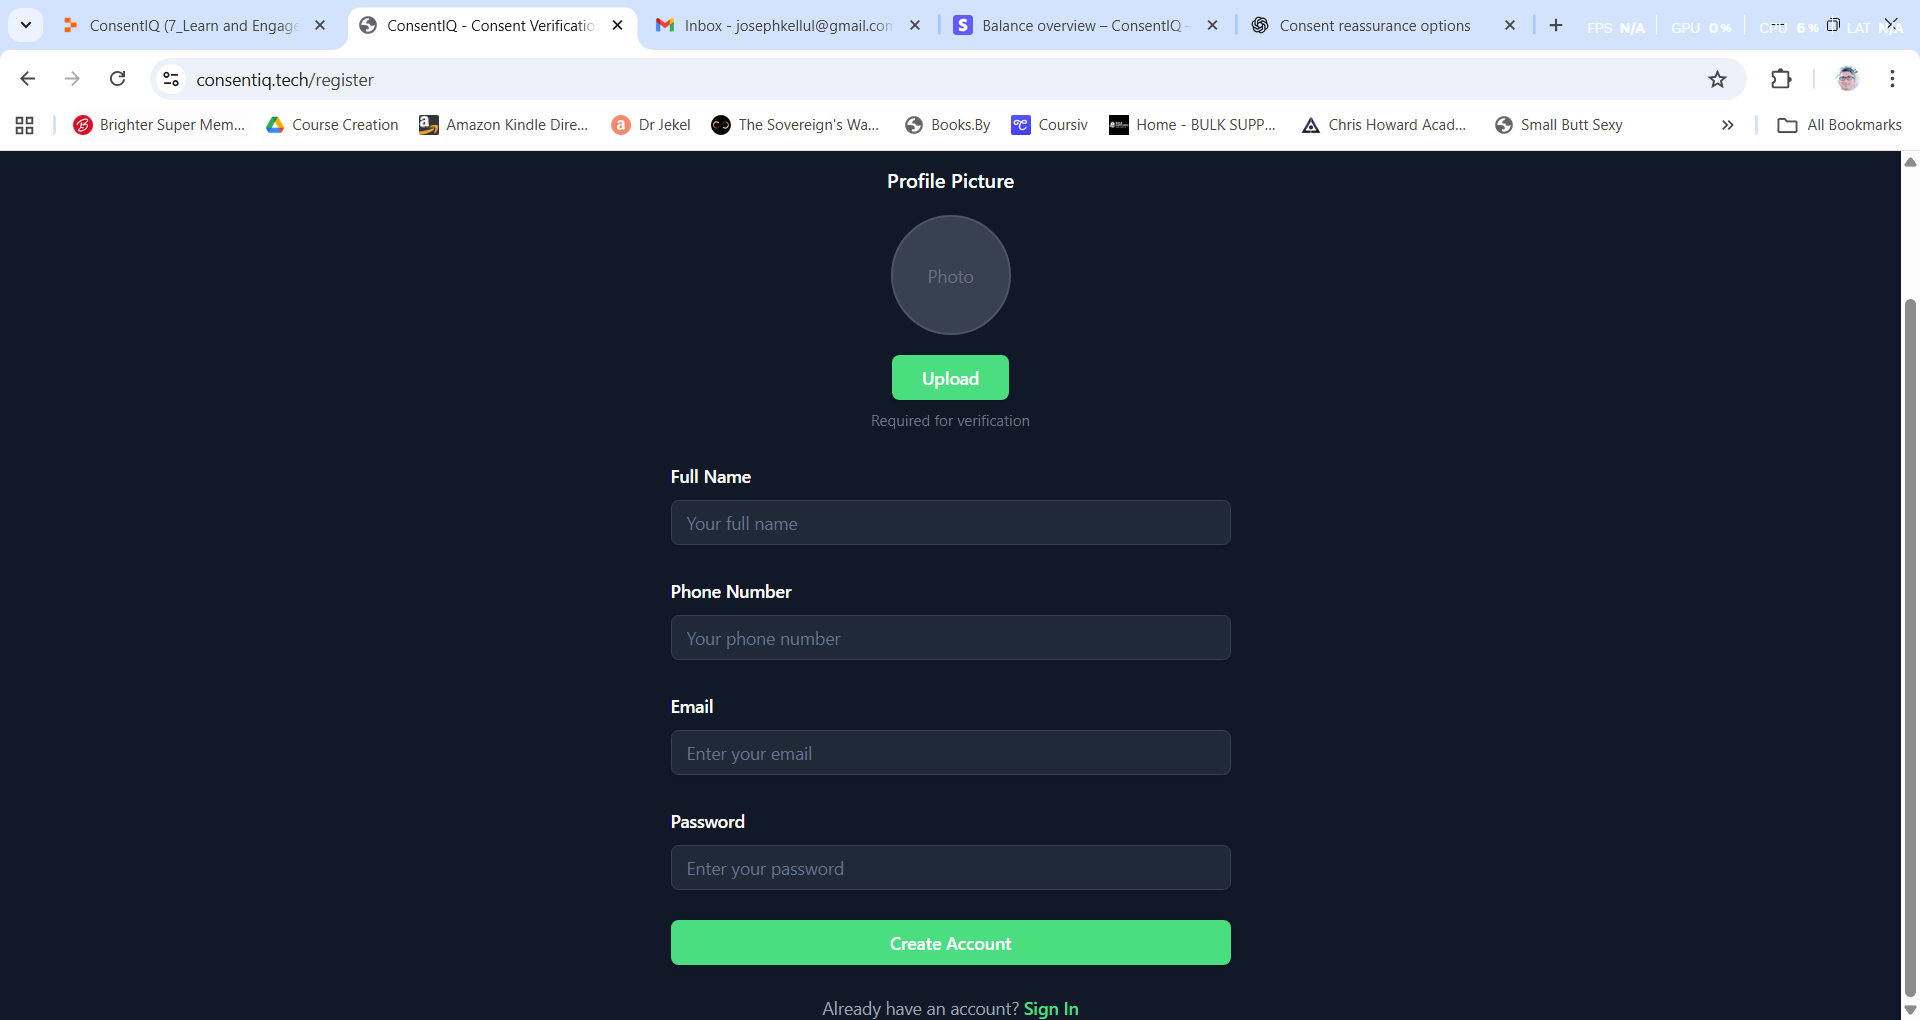 ConsentIQ (7_Learn and Engage
ConsentIQ - Consent Verificatio
Inbox - josephkellul@gmail.com
Balance overview – ConsentIQ -
Consent reassurance options
FPS N/A
GPU 0%
CPU 6%
LAT N/A
consentiq.tech/register
Brighter Super Mem...
Course Creation
Amazon Kindle Dire...
Dr Jekel
The Sovereign's Wa...
Books.By
Coursiv
Home - BULK SUPP...
Chris Howard Acad...
Small Butt Sexy
All Bookmarks
Profile Picture
Photo
Upload
Required for verification
Full Name
Your full name
Phone Number
Your phone number
Email
Enter your email
Password
Enter your password
Create Account
Already have an account? Sign In